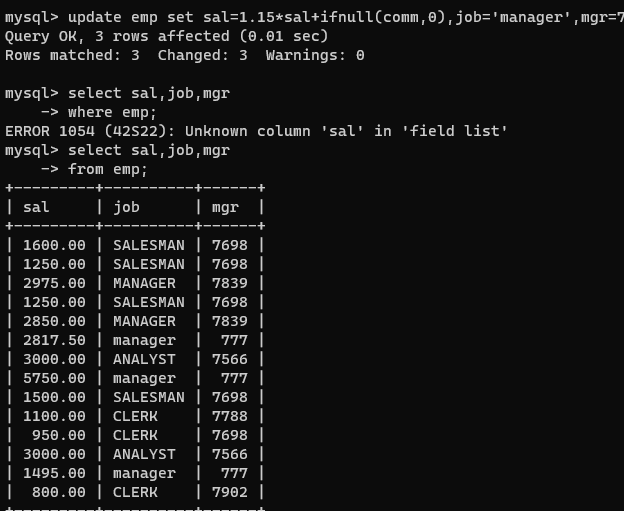 mysql> update emp set sal=1.15*sal+ifnull(comm,0),job='manager',mgr=7
Query OK, 3 rows affected (0.01 sec)
Rows matched: 3  Changed: 3  Warnings: 0
mysql> select sal,job,mgr
    -> where emp;
ERROR 1054 (42S22): Unknown column 'sal' in 'field list'
mysql> select sal,job,mgr
    -> from emp;
+---------+----------+------+
| sal     | job      | mgr  |
+---------+----------+------+
| 1600.00 | SALESMAN | 7698 |
| 1250.00 | SALESMAN | 7698 |
| 2975.00 | MANAGER  | 7839 |
| 1250.00 | SALESMAN | 7698 |
| 2850.00 | MANAGER  | 7839 |
| 2817.50 | manager  |  777 |
| 3000.00 | ANALYST  | 7566 |
| 5750.00 | manager  |  777 |
| 1500.00 | SALESMAN | 7698 |
| 1100.00 | CLERK    | 7788 |
|  950.00 | CLERK    | 7698 |
| 3000.00 | ANALYST  | 7566 |
| 1495.00 | manager  |  777 |
|  800.00 | CLERK    | 7902 |
+---------+----------+------+